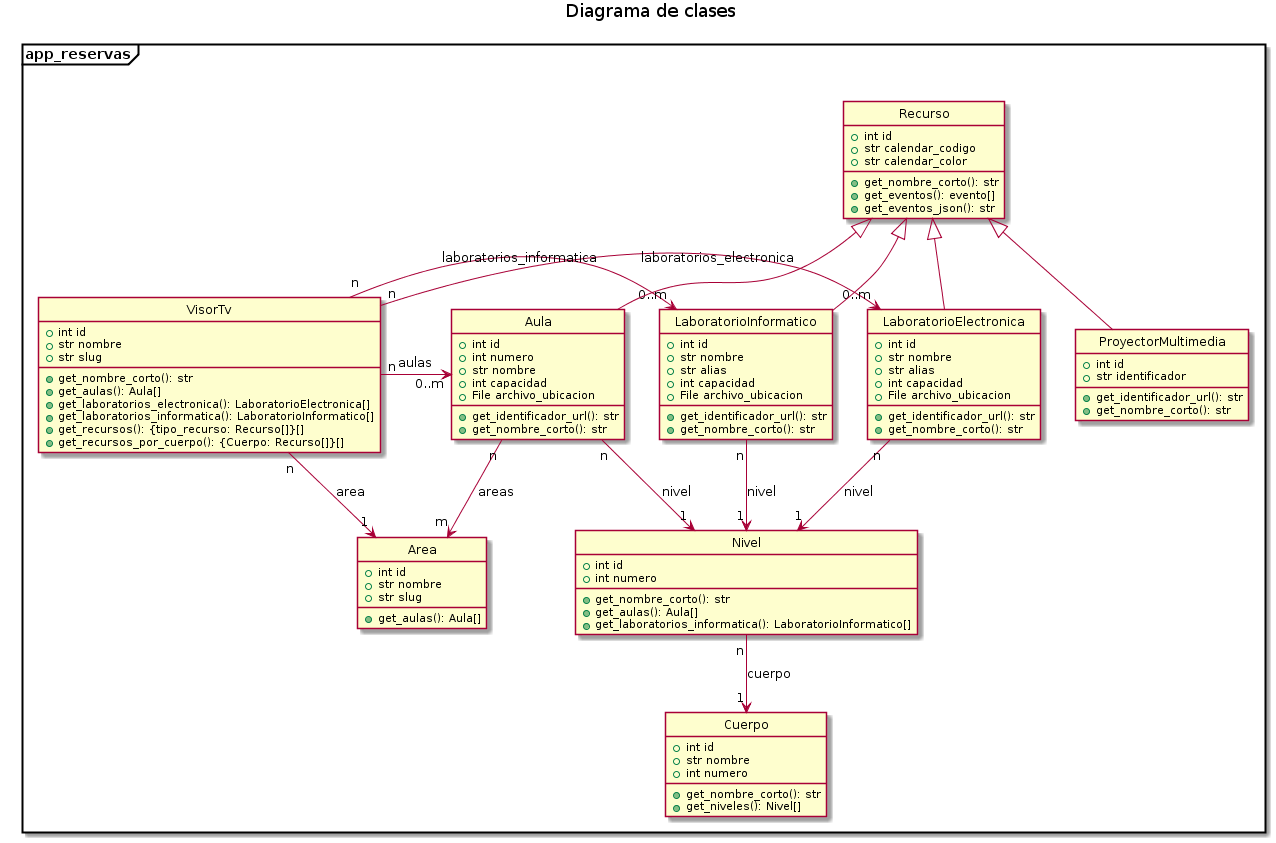 Diagrama de clases
app_reservas
Recurso
int id
str calendar_codigo
str calendar_color
get_nombre_corto(): str
get_eventos(): evento[]
get_eventos_json(): str
laboratorios_informatica
laboratorios_electronica
n
n
0..m
0..m
VisorTv
int id
str nombre
str slug
get_nombre_corto(): str
get_aulas(): Aula[]
get_laboratorios_electronica(): LaboratorioElectronica[]
get_laboratorios_informatica(): LaboratorioInformatico[]
get_recursos(): {tipo_recurso: Recurso[]}[]
get_recursos_por_cuerpo(): {Cuerpo: Recurso[]}[]
n
aulas
0..m
Aula
int id
int numero
str nombre
int capacidad
File archivo_ubicacion
get_identificador_url(): str
get_nombre_corto(): str
LaboratorioInformatico
int id
str nombre
str alias
int capacidad
File archivo_ubicacion
get_identificador_url(): str
get_nombre_corto(): str
LaboratorioElectronica
int id
str nombre
str alias
int capacidad
File archivo_ubicacion
get_identificador_url(): str
get_nombre_corto(): str
ProyectorMultimedia
int id
str identificador
get_identificador_url(): str
get_nombre_corto(): str
n
area
1
n
areas
m
n
nivel
1
n
nivel
1
n
nivel
1
Area
int id
str nombre
str slug
get_aulas(): Aula[]
Nivel
int id
int numero
get_nombre_corto(): str
get_aulas(): Aula[]
get_laboratorios_informatica(): LaboratorioInformatico[]
n
cuerpo
1
Cuerpo
int id
str nombre
int numero
get_nombre_corto(): str
get_niveles(): Nivel[]